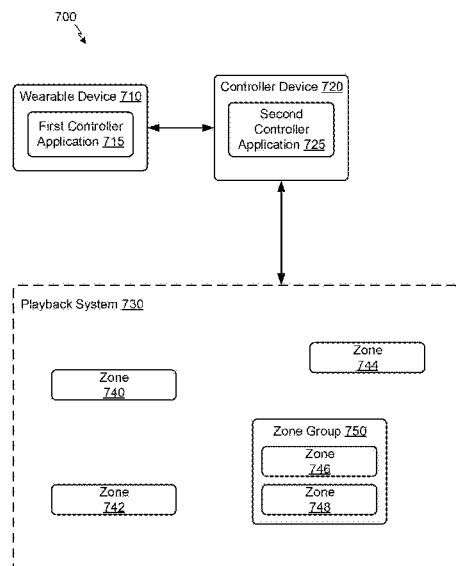 700
Wearable Device 710
First Controller
Application 715
Controller Device 720
Second
Controller
Application 725
Playback System 730
Zone
744
Zone
740
Zone Group 750
Zone
746
Zone
742
Zone
748